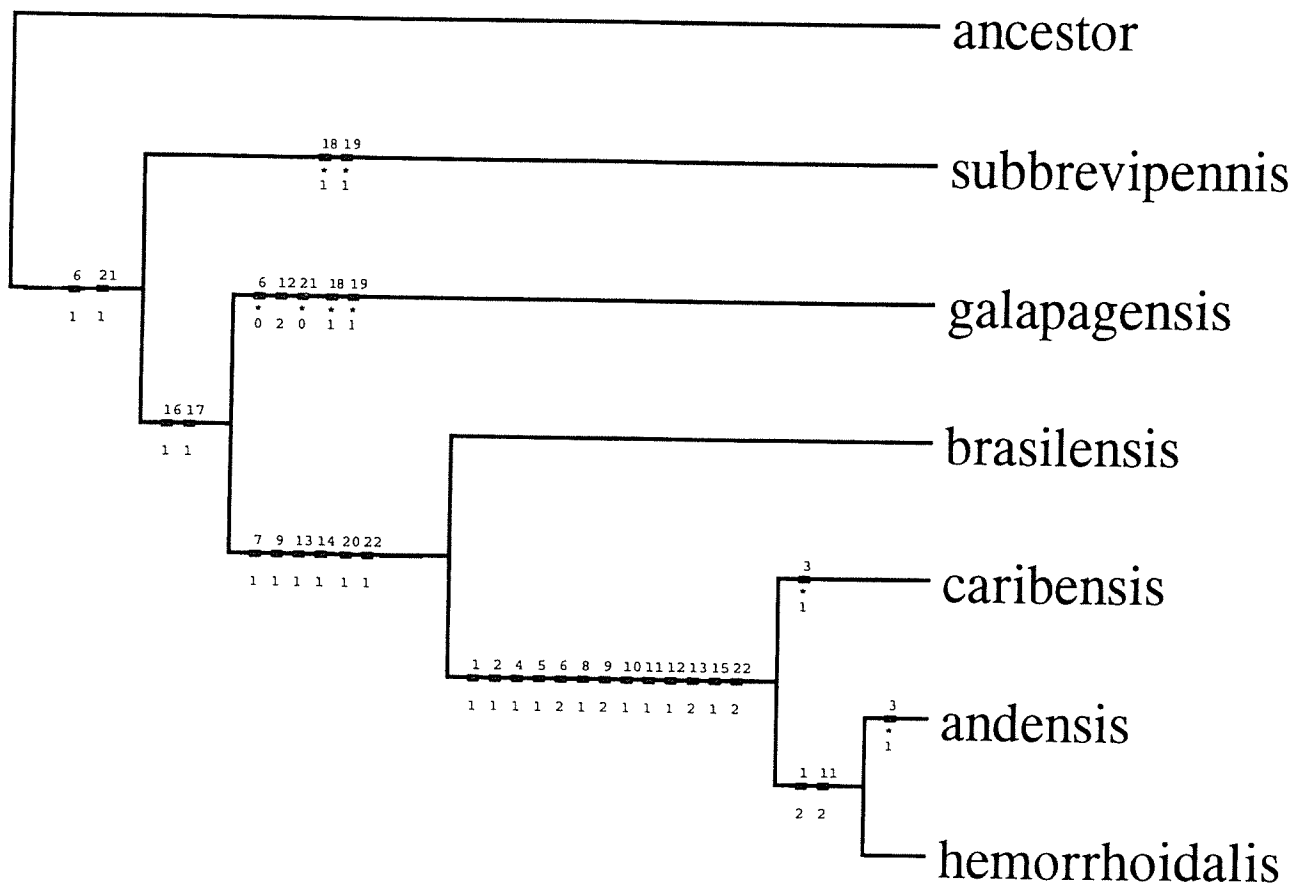 ancestor
18 19
* *
1 1
subbrevipennis
6 21
1 1
6 12 21 18 19
* * * *
0 2 0 1 1
galapagensis
16 17
1 1
brasilensis
7 9 13 14 20 22
1 1 1 1 1 1
3
*
1
caribensis
1 2 4 5 6 8 9 10 11 12 13 15 22
1 1 1 1 2 1 2 1 1 1 2 1 2
3
*
1
andensis
1 11
2 2
hemorrhoidalis